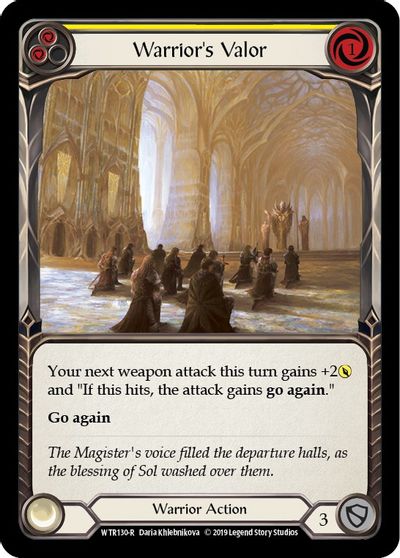 Warrior's Valor
1
Your next weapon attack this turn gains +2
and "If this hits, the attack gains go again."
Go again
The Magister's voice filled the departure halls, as
the blessing of Sol washed over them.
Warrior Action
3
WTR130-R Daria Khlebnikova © 2019 Legend Story Studios